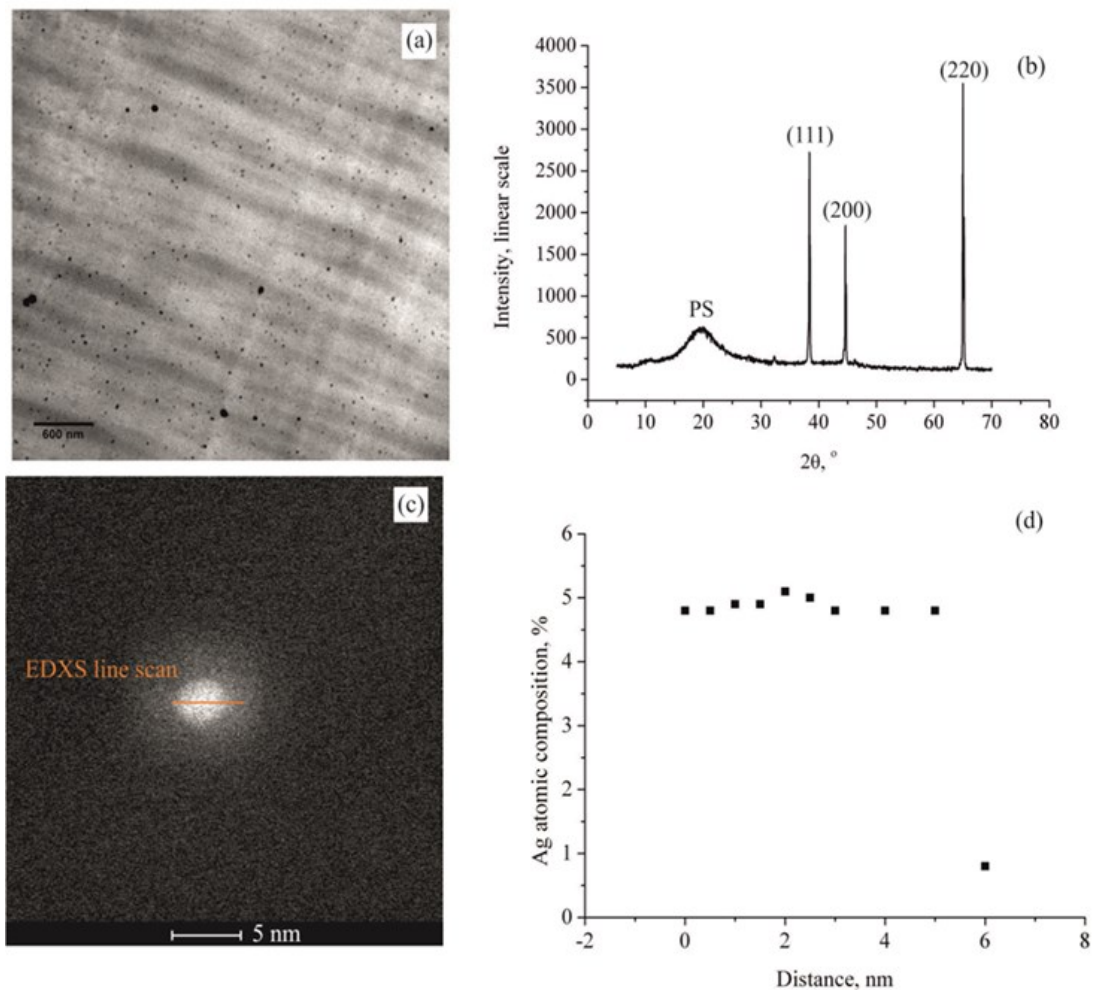 (a)
600 nm
(b)
4000
3500
3000
2500
2000
1500
1000
500
0
Intensity, linear scale
PS
(111)
(200)
(220)
0 10 20 30 40 50 60 70 80
2θ, °
(c)
EDXS line scan
5 nm
(d)
6
5
4
3
2
1
0
Ag atomic composition, %
-2 0 2 4 6 8
Distance, nm